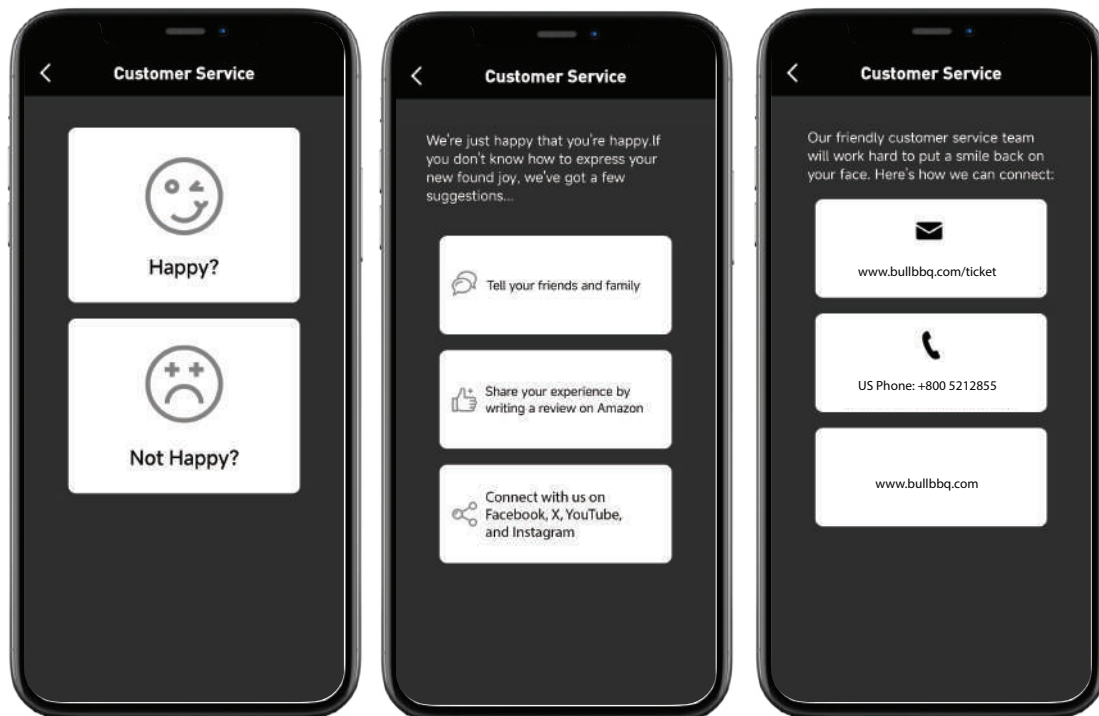 Customer Service
Happy?
Not Happy?
Customer Service
We're just happy that you're happy.If
you don't know how to express your
new found joy, we've got a few
suggestions...
Tell your friends and family
Share your experience by
writing a review on Amazon
Connect with us on
Facebook, X, YouTube,
and Instagram
Customer Service
Our friendly customer service team
will work hard to put a smile back on
your face. Here's how we can connect:
www.bullbbq.com/ticket
US Phone: +800 5212855
www.bullbbq.com